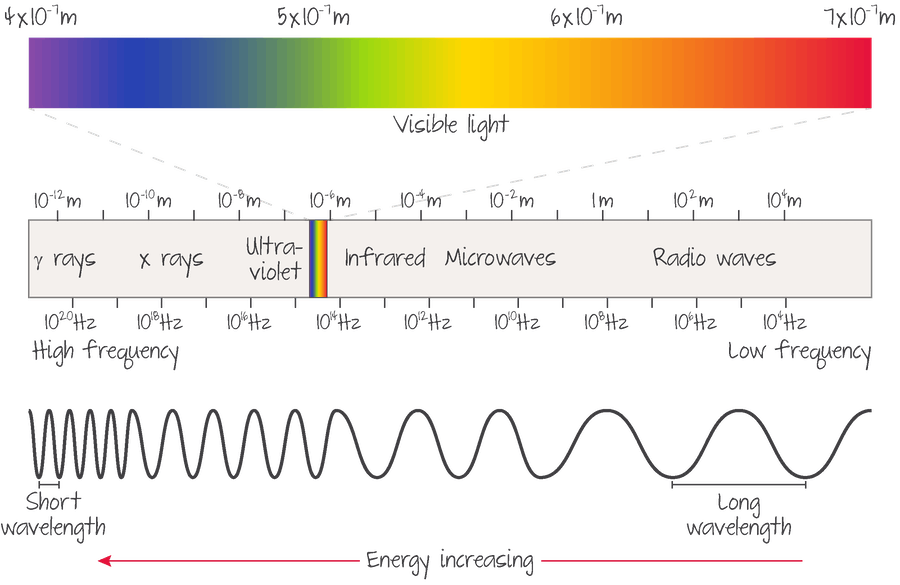 4x10⁻⁷m 5x10⁻⁷m 6x10⁻⁷m 7x10⁻⁷m
Visible light
10⁻¹²m 10⁻¹⁰m 10⁻⁸m 10⁻⁶m 10⁻⁴m 10⁻²m 1m 10²m 10⁴m
γ rays x rays Ultra-
violet Infrared Microwaves Radio waves
10²⁰Hz 10¹⁸Hz 10¹⁶Hz 10¹⁴Hz 10¹²Hz 10¹⁰Hz 10⁸Hz 10⁶Hz 10⁴Hz
High frequency Low frequency
Short
wavelength
Long
wavelength
Energy increasing